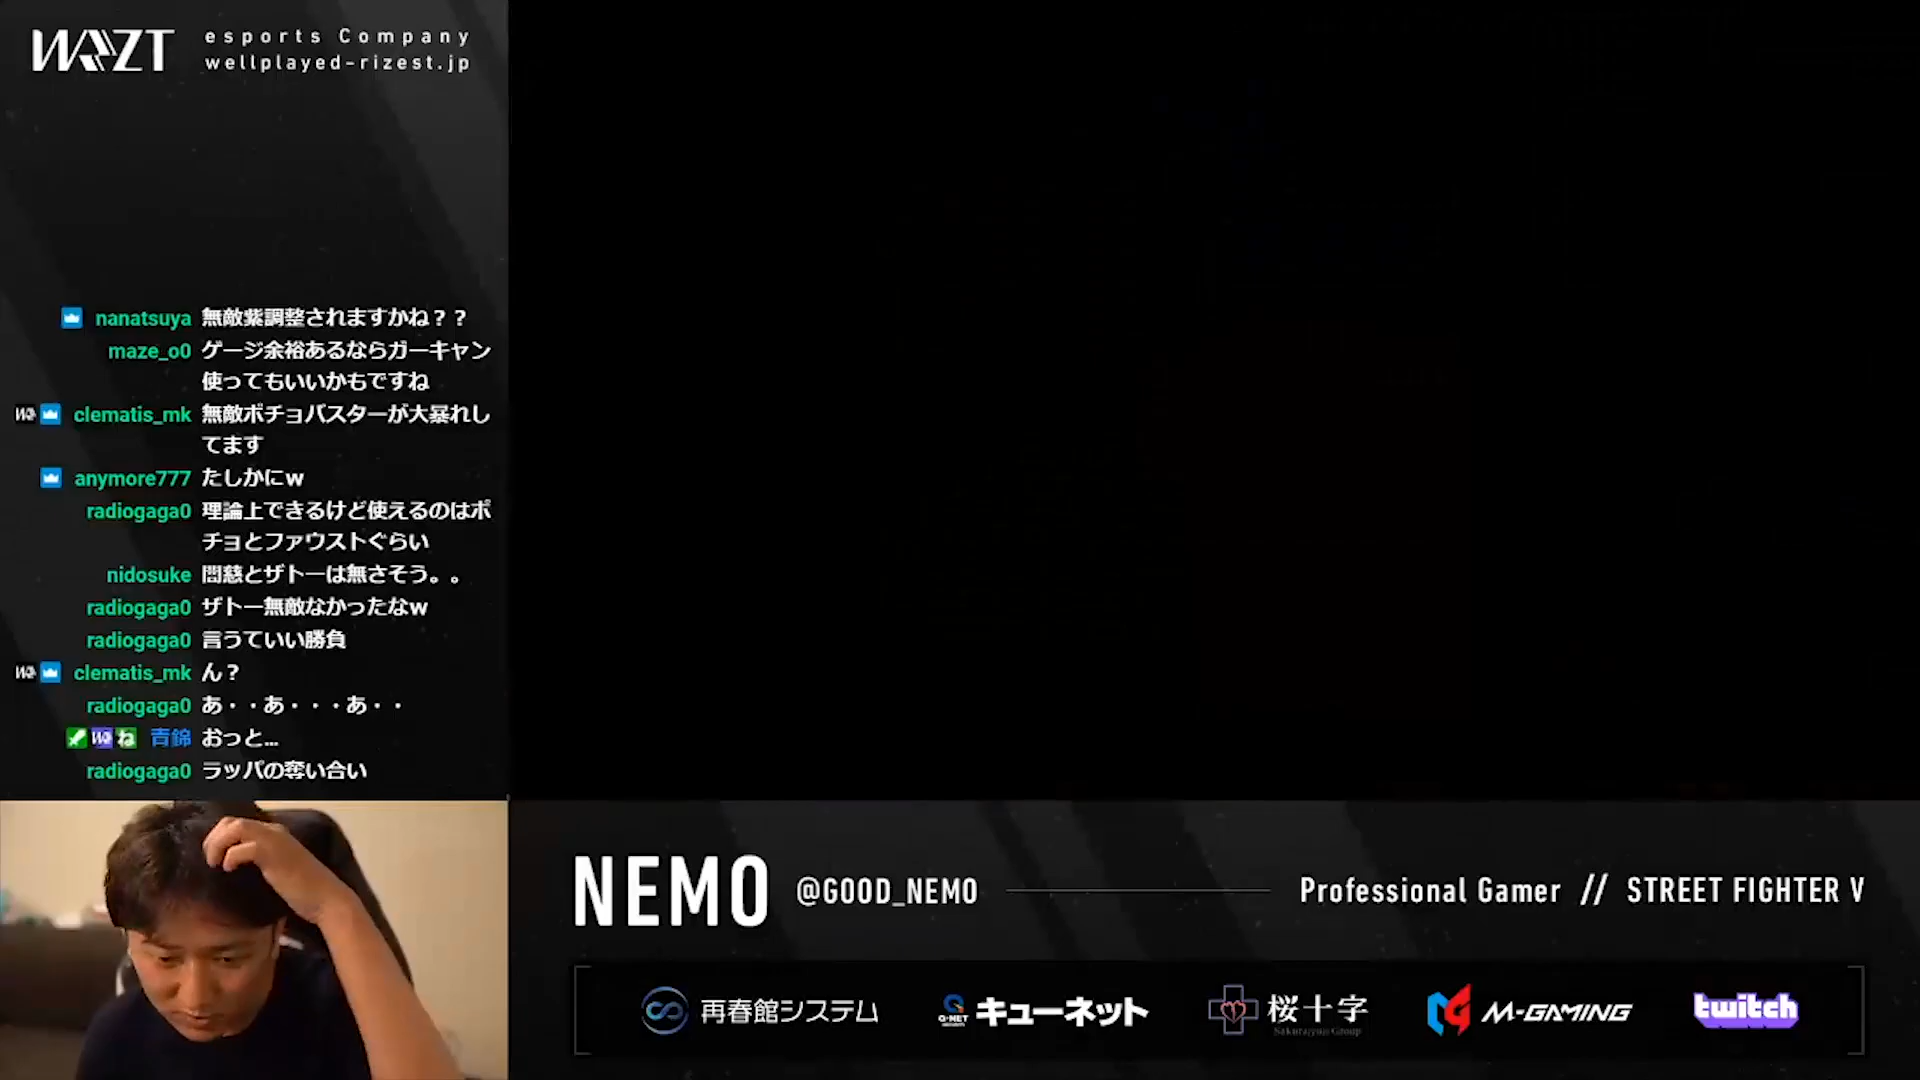 WRZT
esports Company
wellplayed-rizest.jp
nanatsuya 無敵紫調整されますかね？？
maze_o0 ゲージ余裕あるならガーキャン
使ってもいいかもですね
clematis_mk 無敵ポチョバスターが大暴れし
てます
anymore777 たしかにw
radiogaga0 理論上できるけど使えるのはポ
チョとファウストぐらい
nidosuke 闇慈とザトーは無さそう。。
radiogaga0 ザトー無敵なかったなw
radiogaga0 言うていい勝負
clematis_mk ん？
radiogaga0 あ・・あ・・・あ・・
ね 青錦 おっと...
radiogaga0 ラッパの奪い合い
NEMO @GOOD_NEMO Professional Gamer // STREET FIGHTER V
再春館システム Q-NET キューネット 桜十字 Sakurajyuji Group M-GAMING twitch